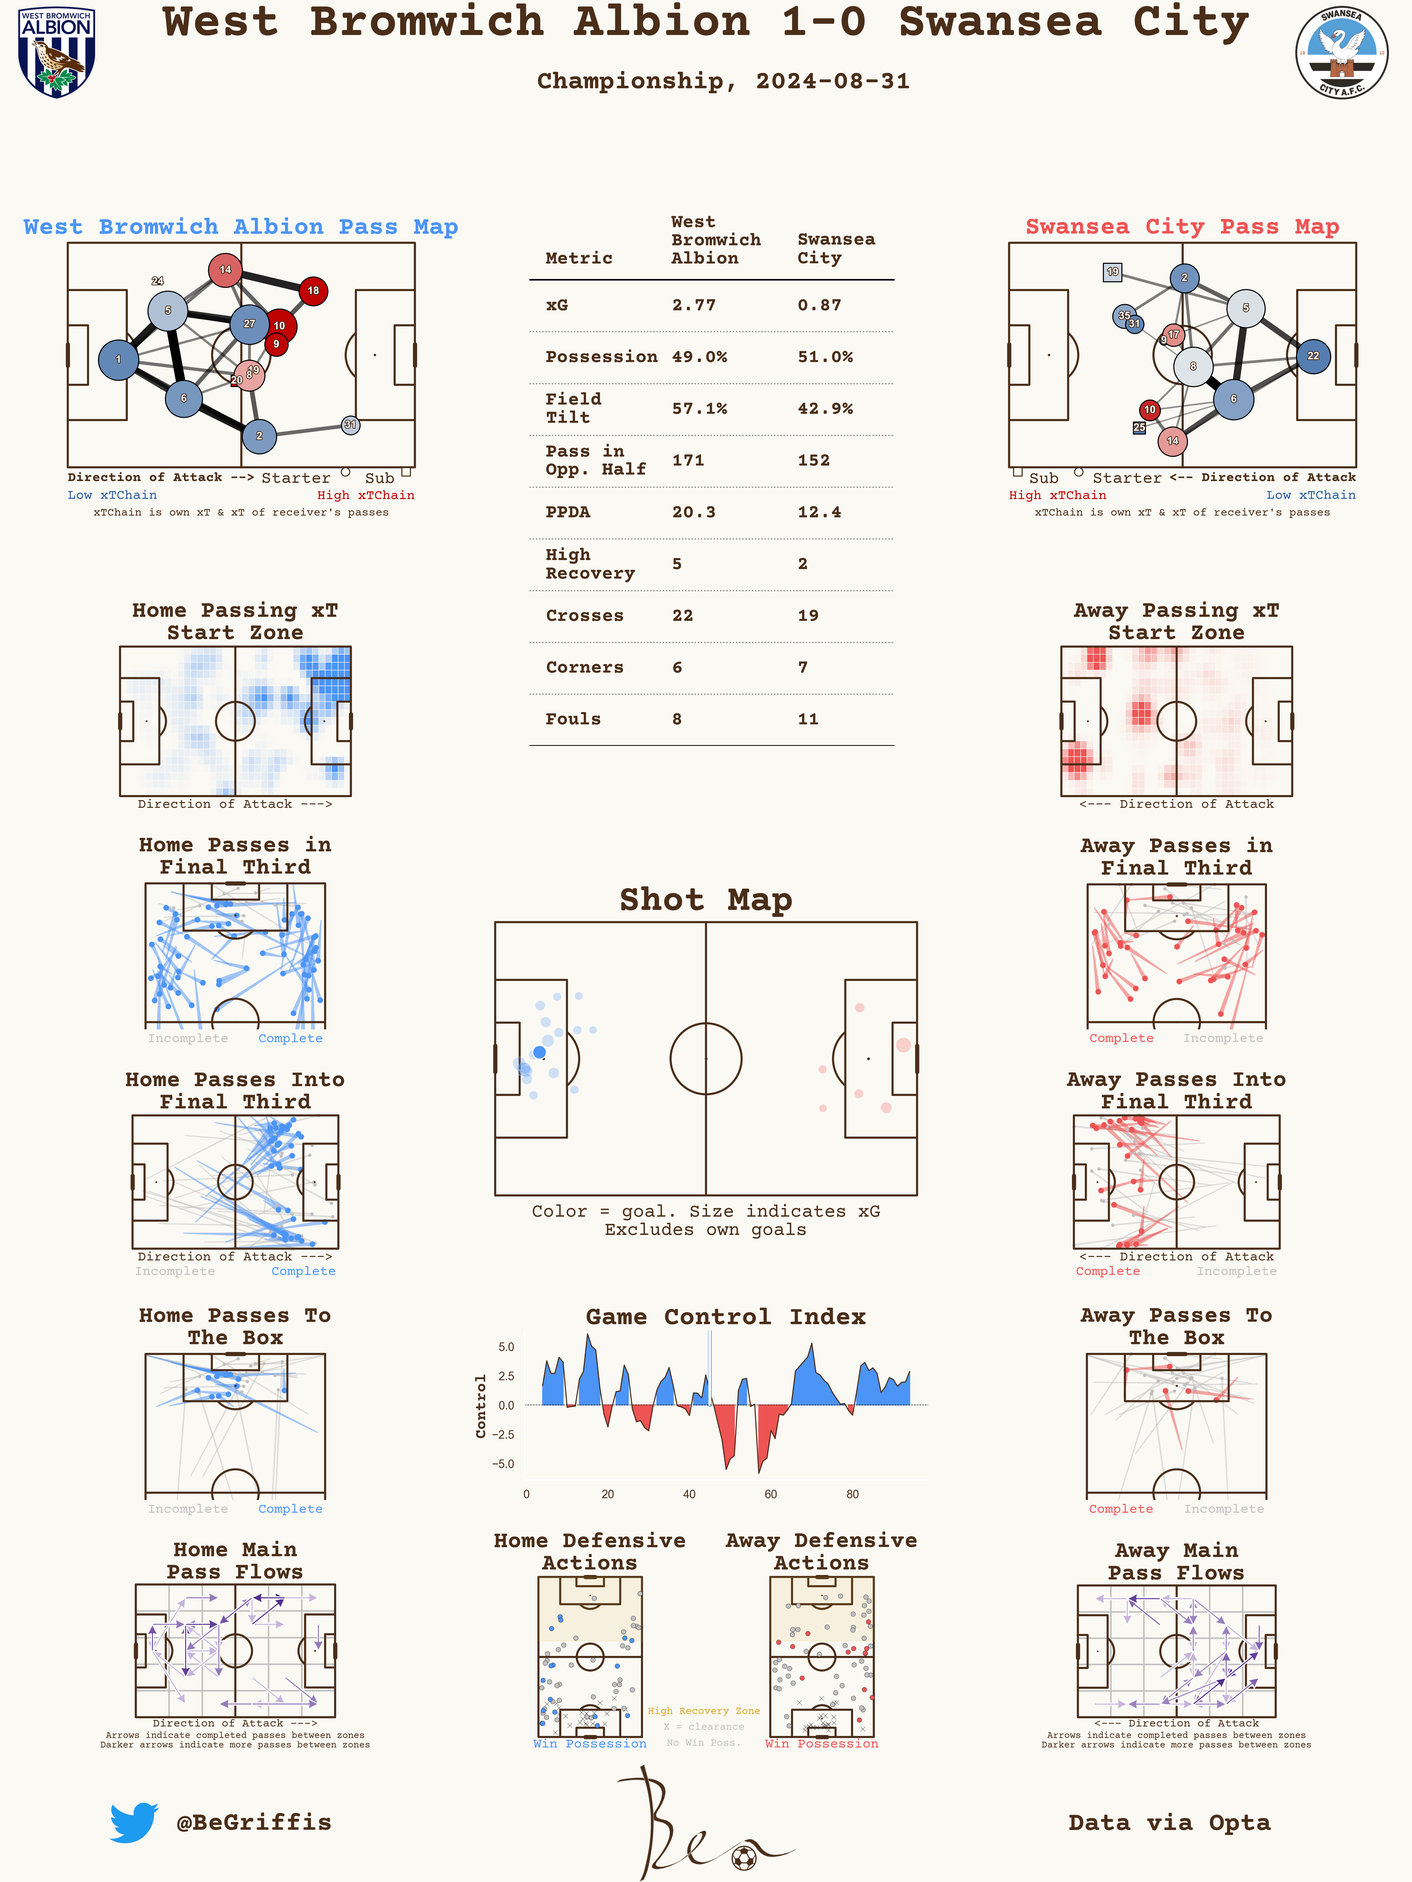 West Bromwich Albion 1-0 Swansea City
Championship, 2024-08-31
WEST BROMWICH
ALBION
SWANSEA
19 12
CITY A.F.C.
West Bromwich Albion Pass Map
14
24
18
5
27
10
9
1
19
8
20
6
31
2
Direction of Attack --> Starter Sub
Low xTChain High xTChain
xTChain is own xT & xT of receiver's passes
Metric West Bromwich Albion Swansea City
xG 2.77 0.87
Possession 49.0% 51.0%
Field Tilt 57.1% 42.9%
Pass in Opp. Half 171 152
PPDA 20.3 12.4
High Recovery 5 2
Crosses 22 19
Corners 6 7
Fouls 8 11
Swansea City Pass Map
19
2
5
35
31
17
9
22
8
6
10
25
14
Sub Starter <-- Direction of Attack
High xTChain Low xTChain
xTChain is own xT & xT of receiver's passes
Home Passing xT
Start Zone
Direction of Attack --->
Away Passing xT
Start Zone
<--- Direction of Attack
Home Passes in
Final Third
Incomplete Complete
Away Passes in
Final Third
Complete Incomplete
Shot Map
Color = goal. Size indicates xG
Excludes own goals
Home Passes Into
Final Third
Direction of Attack --->
Incomplete Complete
Away Passes Into
Final Third
<--- Direction of Attack
Complete Incomplete
Home Passes To
The Box
Incomplete Complete
Game Control Index
Control
5.0
2.5
0.0
−2.5
−5.0
0 20 40 60 80
Away Passes To
The Box
Complete Incomplete
Home Main
Pass Flows
Direction of Attack --->
Arrows indicate completed passes between zones
Darker arrows indicate more passes between zones
Home Defensive
Actions
Win Possession
Away Defensive
Actions
Win Possession
High Recovery Zone
X = clearance
No Win Poss.
Away Main
Pass Flows
<--- Direction of Attack
Arrows indicate completed passes between zones
Darker arrows indicate more passes between zones
@BeGriffis
Ben
Data via Opta